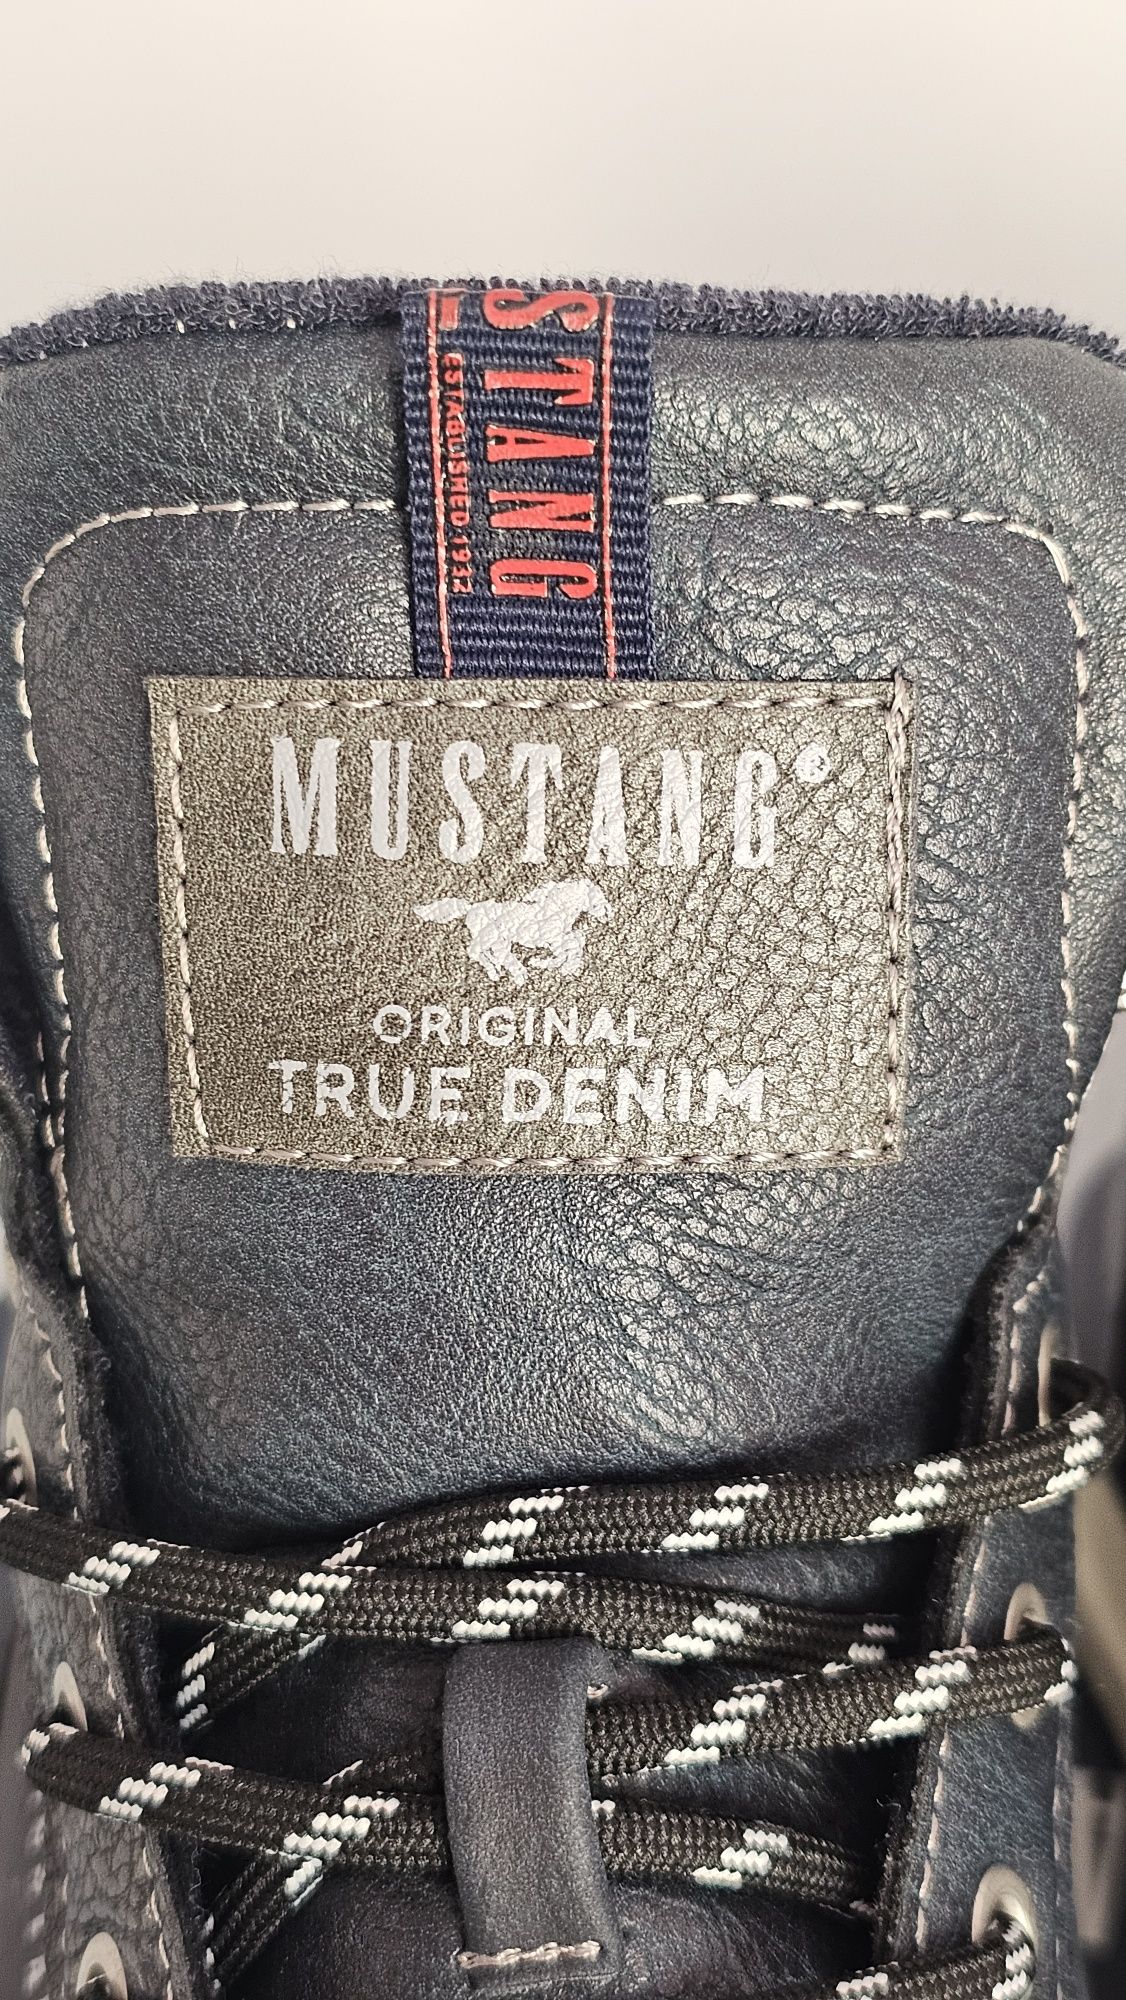 STANG
ESTABLISHED 1932
MUSTANG®
ORIGINAL
TRUE DENIM